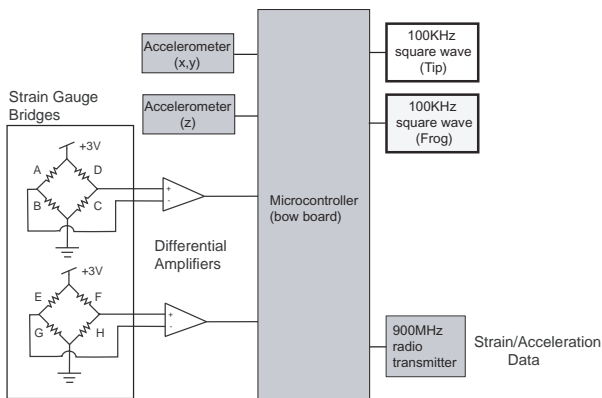 Accelerometer
(x,y)
100KHz
square wave
(Tip)
Strain Gauge
Bridges
Accelerometer
(z)
100KHz
square wave
(Frog)
+3V
A
D
B
C
+
-
Microcontroller
(bow board)
Differential
Amplifiers
+3V
E
F
G
H
+
-
900MHz
radio
transmitter
Strain/Acceleration
Data